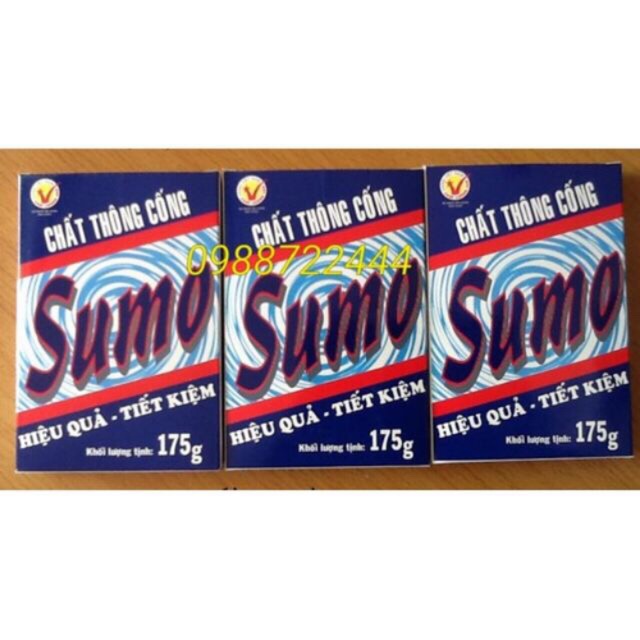 CHẤT THÔNG CỐNG
Sumo
HIỆU QUẢ - TIẾT KIỆM
Khối lượng tịnh: 175g
CHẤT THÔNG CỐNG
0988722444
Sumo
HIỆU QUẢ - TIẾT KIỆM
Khối lượng tịnh: 175g
CHẤT THÔNG CỐNG
Sumo
HIỆU QUẢ - TIẾT KIỆM
Khối lượng tịnh: 175g